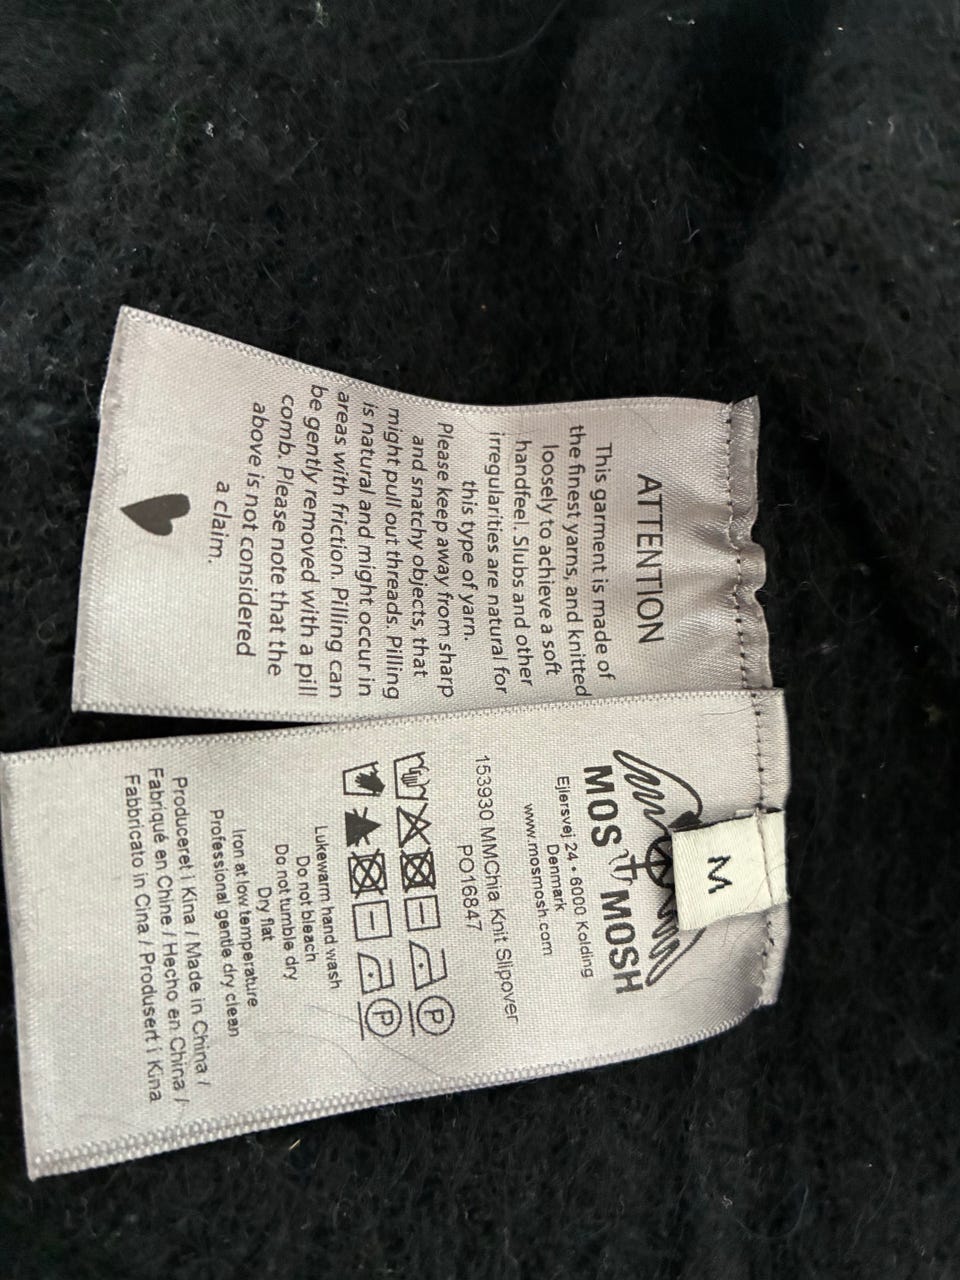 ATTENTION
This garment is made of
the finest yarns, and knitted
loosely to achieve a soft
handfeel. Slubs and other
irregularities are natural for
this type of yarn.
Please keep away from sharp
and snatchy objects, that
might pull out threads. Pilling
is natural and might occur in
areas with friction. Pilling can
be gently removed with a pill
comb. Please note that the
above is not considered
a claim.
M
MOS MOSH
Ejlersvej 24 • 6000 Kolding
Denmark
www.mosmosh.com
153930 MMChia Knit Slipover
PO16847
P
P
Lukewarm hand wash
Do not bleach
Do not tumble dry
Dry flat
Iron at low temperature
Professional gentle dry clean
Produceret i Kina / Made in China /
Fabriqué en Chine / Hecho en China /
Fabbricato in Cina / Produsert i Kina